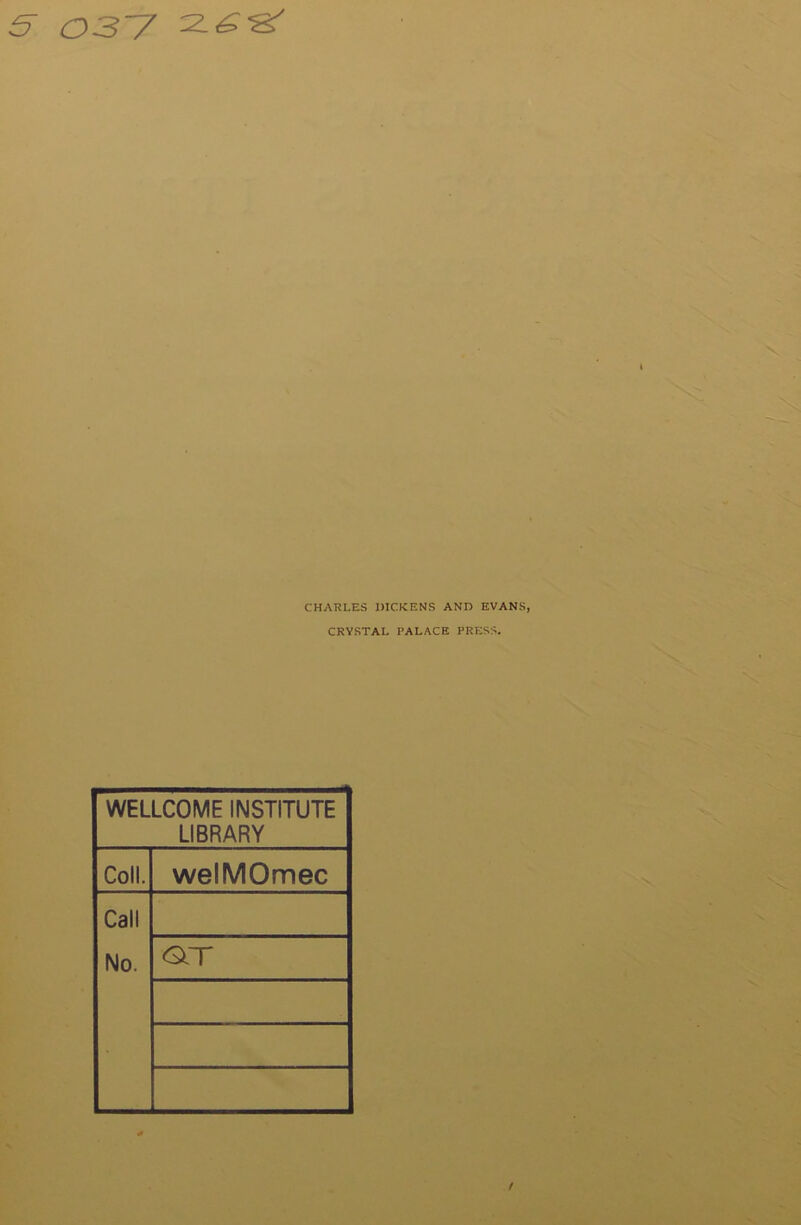 5 037 268
CHARLES DICKENS AND EVANS,
CRYSTAL PALACE PRESS.
WELLCOME INSTITUTE
LIBRARY
Coll. welMOmec
Call
No. QT